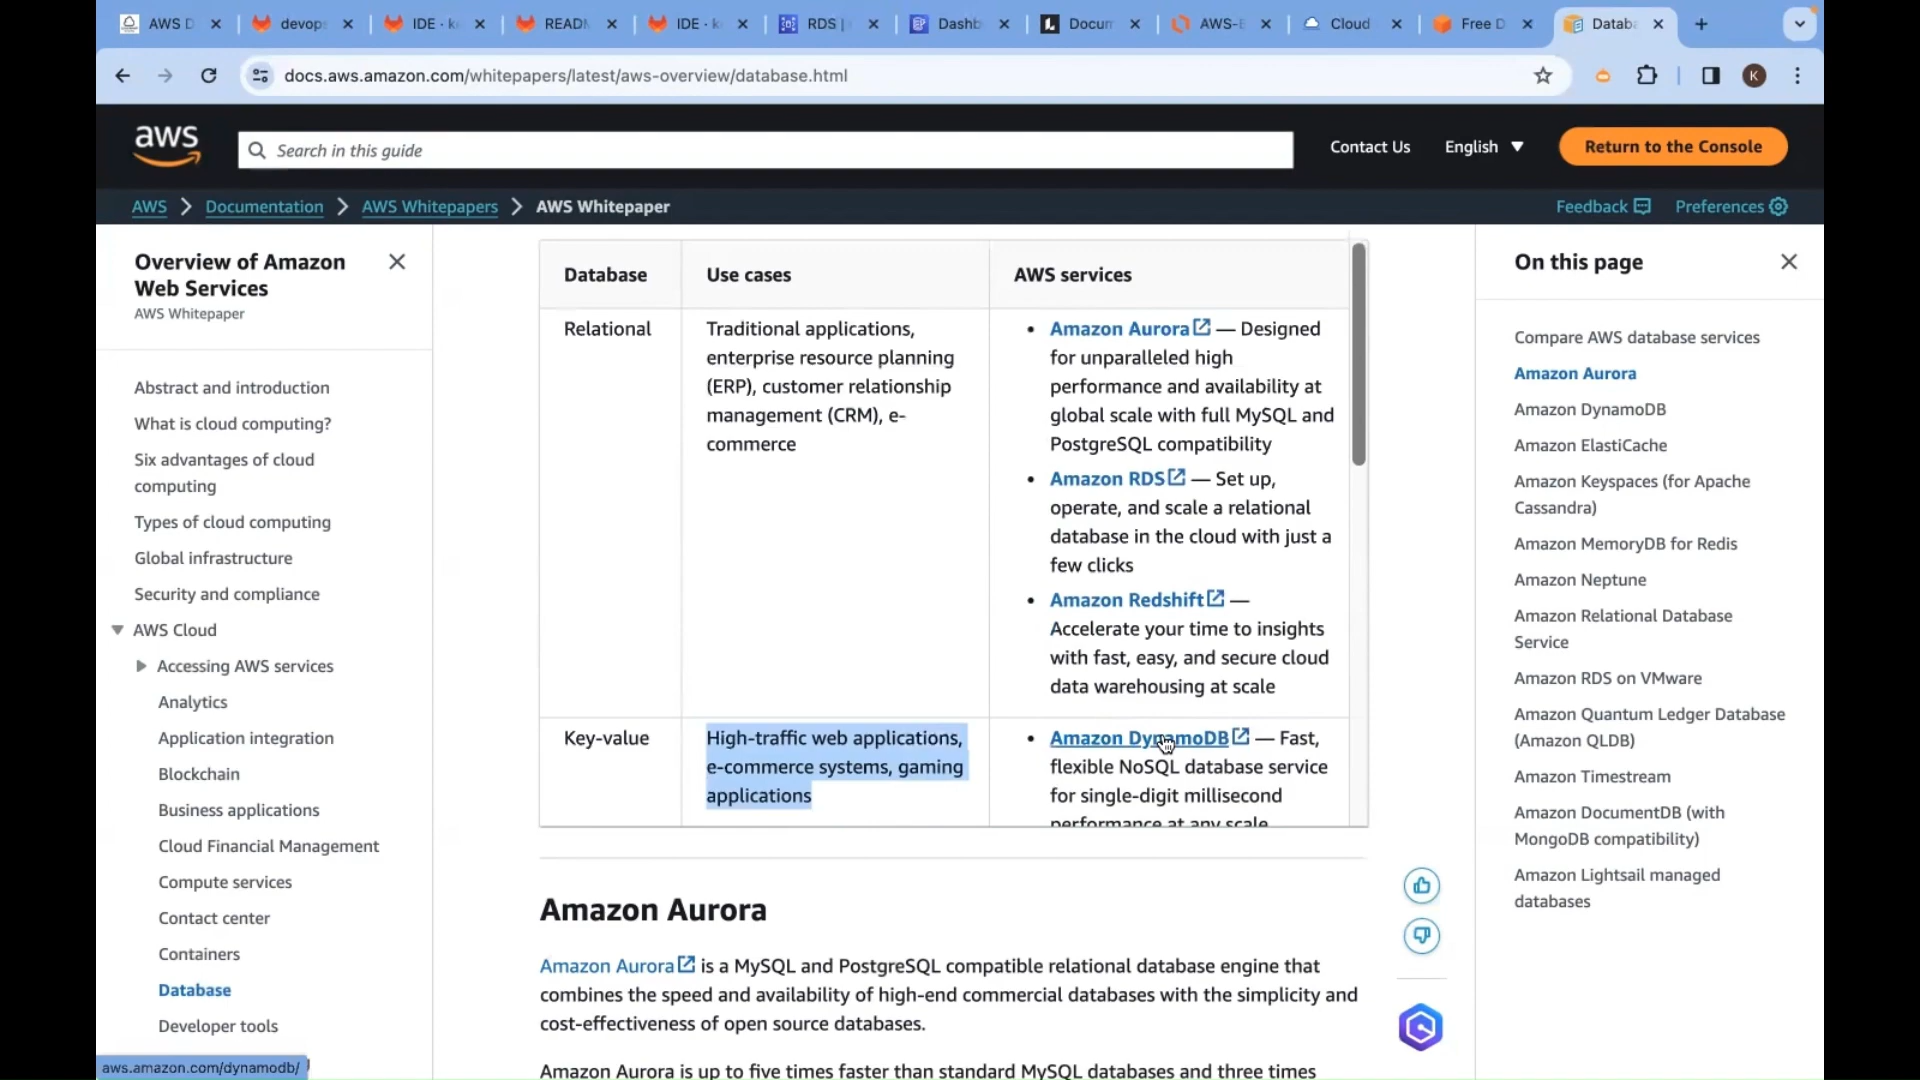 AWS D
devops
IDE · k
READM
IDE · k
RDS |
Dashb
Docum
AWS-E
Cloud
Free D
Databa
docs.aws.amazon.com/whitepapers/latest/aws-overview/database.html
K
aws
Search in this guide
Contact Us
English
Return to the Console
AWS > Documentation > AWS Whitepapers > AWS Whitepaper
Feedback
Preferences
Overview of Amazon
Web Services
AWS Whitepaper
Abstract and introduction
What is cloud computing?
Six advantages of cloud
computing
Types of cloud computing
Global infrastructure
Security and compliance
AWS Cloud
Accessing AWS services
Analytics
Application integration
Blockchain
Business applications
Cloud Financial Management
Compute services
Contact center
Containers
Database
Developer tools
aws.amazon.com/dynamodb/
Database
Use cases
AWS services
Relational
Traditional applications,
enterprise resource planning
(ERP), customer relationship
management (CRM), e-
commerce
• Amazon Aurora — Designed
for unparalleled high
performance and availability at
global scale with full MySQL and
PostgreSQL compatibility
• Amazon RDS — Set up,
operate, and scale a relational
database in the cloud with just a
few clicks
• Amazon Redshift —
Accelerate your time to insights
with fast, easy, and secure cloud
data warehousing at scale
Key-value
High-traffic web applications,
e-commerce systems, gaming
applications
• Amazon DynamoDB — Fast,
flexible NoSQL database service
for single-digit millisecond
performance at any scale
Amazon Aurora
Amazon Aurora is a MySQL and PostgreSQL compatible relational database engine that
combines the speed and availability of high-end commercial databases with the simplicity and
cost-effectiveness of open source databases.
Amazon Aurora is up to five times faster than standard MySQL databases and three times
On this page
Compare AWS database services
Amazon Aurora
Amazon DynamoDB
Amazon ElastiCache
Amazon Keyspaces (for Apache
Cassandra)
Amazon MemoryDB for Redis
Amazon Neptune
Amazon Relational Database
Service
Amazon RDS on VMware
Amazon Quantum Ledger Database
(Amazon QLDB)
Amazon Timestream
Amazon DocumentDB (with
MongoDB compatibility)
Amazon Lightsail managed
databases